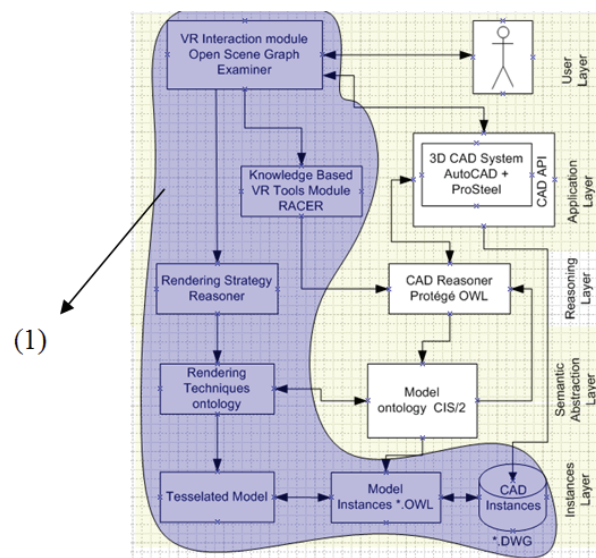 VR Interaction module
Open Scene Graph
Examiner
User
Layer
3D CAD System
AutoCAD +
ProSteel
CAD API
Application
Layer
Knowledge Based
VR Tools Module
RACER
Rendering Strategy
Reasoner
CAD Reasoner
Protégé OWL
Reasoning
Layer
(1)
Rendering
Techniques
ontology
Model
ontology CIS/2
Semantic
Abstraction
Layer
Tesselated Model
Model
Instances *.OWL
CAD
Instances
*.DWG
Instances
Layer